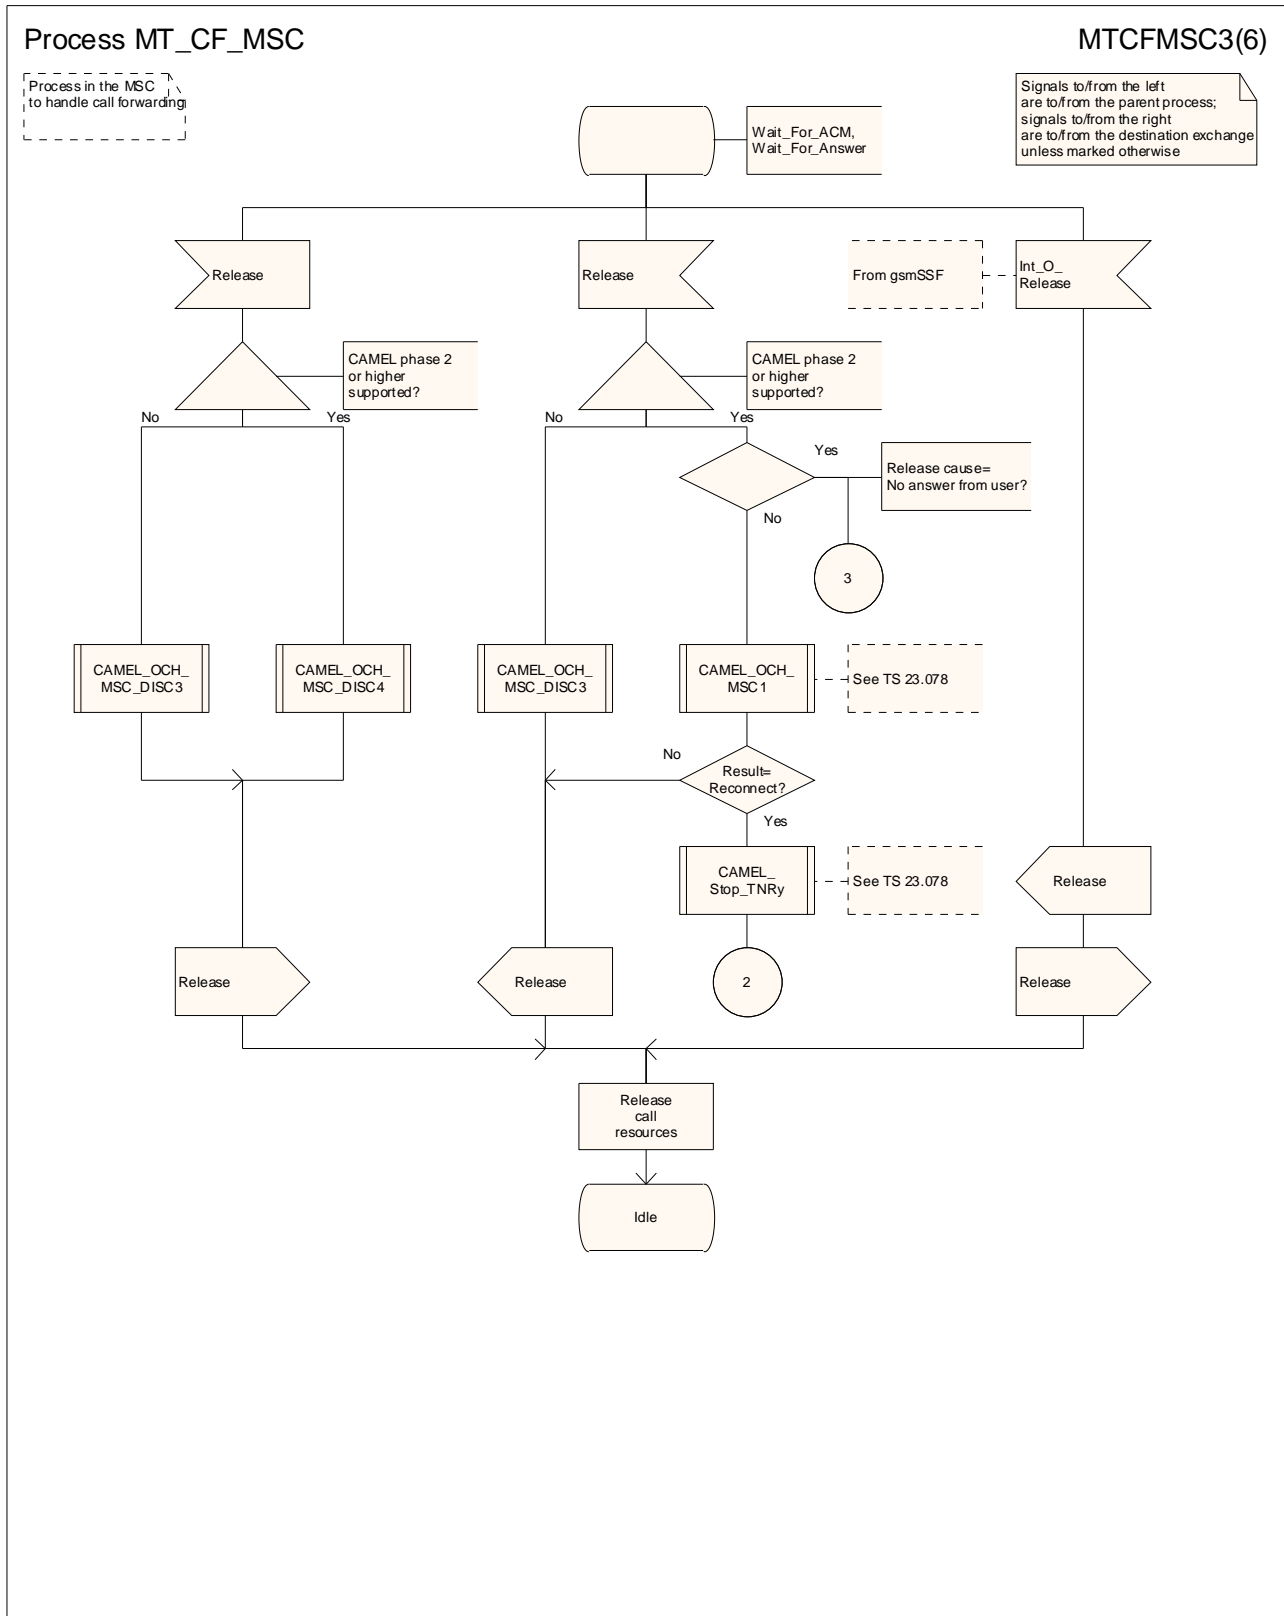 Process MT_CF_MSC
MTCFMSC3(6)
Process in the MSC
to handle call forwarding
Signals to/from the left
are to/from the parent process;
signals to/from the right
are to/from the destination exchange
unless marked otherwise
Wait_For_ACM,
Wait_For_Answer
Release
Release
From gsmSSF
Int_O_
Release
CAMEL phase 2
or higher
supported?
CAMEL phase 2
or higher
supported?
No
Yes
No
Yes
Yes
Release cause=
No answer from user?
No
3
CAMEL_OCH_
MSC_DISC3
CAMEL_OCH_
MSC_DISC4
CAMEL_OCH_
MSC_DISC3
CAMEL_OCH_
MSC1
See TS 23.078
No
Result=
Reconnect?
Yes
CAMEL_
Stop_TNRy
See TS 23.078
Release
Release
Release
2
Release
Release
call
resources
Idle